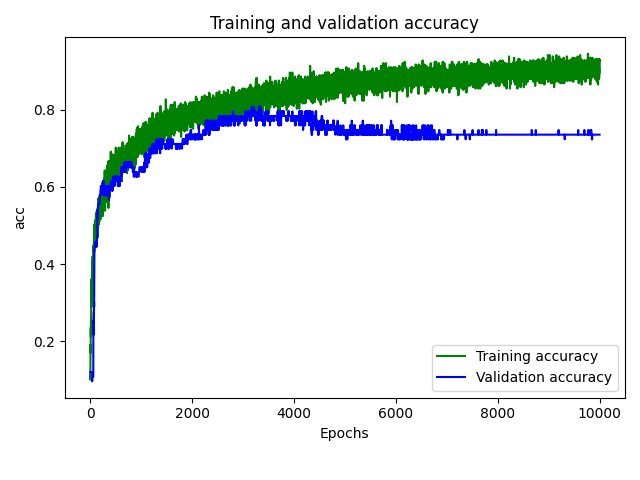 Training and validation accuracy
acc
0.8
0.6
0.4
0.2
0 2000 4000 6000 8000 10000
Epochs
Training accuracy
Validation accuracy